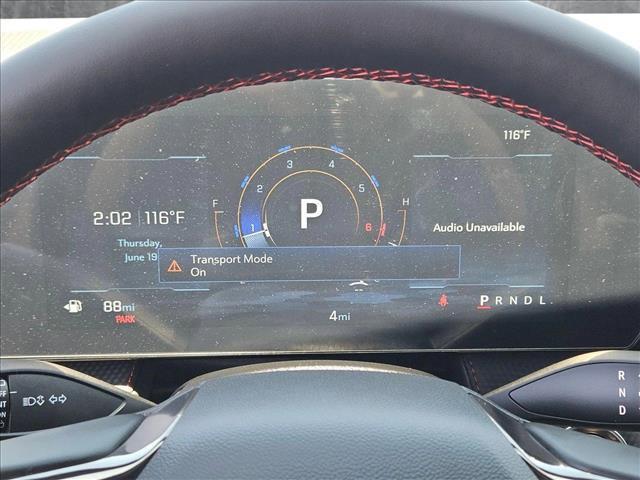 116°F
3 4
2 5
F H
2:02 116°F
P
1 6
Audio Unavailable
Thursday,
June 19
Transport Mode
On
88mi
PARK
4mi
P R N D L
R
N
D
ON